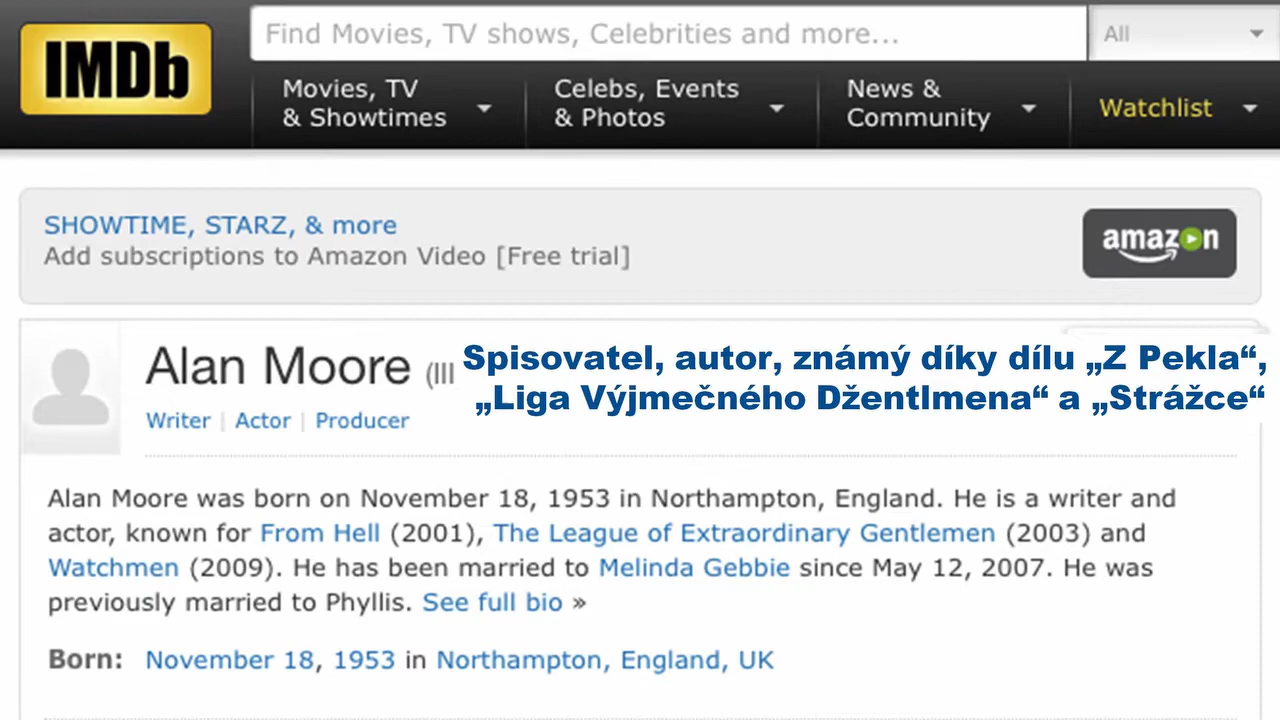 IMDb
Find Movies, TV shows, Celebrities and more...
All
Movies, TV
& Showtimes
Celebs, Events
& Photos
News &
Community
Watchlist
SHOWTIME, STARZ, & more
Add subscriptions to Amazon Video [Free trial]
amazon
Alan Moore (III
Spisovatel, autor, známý díky dílu „Z Pekla“,
„Liga Výjmečného Džentlmena“ a „Strážce“
Writer | Actor | Producer
Alan Moore was born on November 18, 1953 in Northampton, England. He is a writer and
actor, known for From Hell (2001), The League of Extraordinary Gentlemen (2003) and
Watchmen (2009). He has been married to Melinda Gebbie since May 12, 2007. He was
previously married to Phyllis. See full bio »
Born: November 18, 1953 in Northampton, England, UK